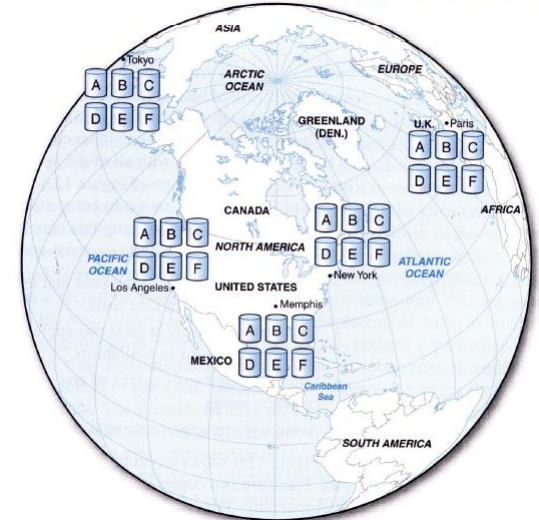 ASIA
Tokyo
A B C
D E F
ARCTIC
OCEAN
EUROPE
GREENLAND
(DEN.)
U.K.
Paris
A B C
D E F
AFRICA
CANADA
A B C
D E F
NORTH AMERICA
A B C
D E F
PACIFIC
OCEAN
ATLANTIC
OCEAN
New York
Los Angeles
UNITED STATES
Memphis
A B C
D E F
MEXICO
Caribbean
Sea
SOUTH AMERICA